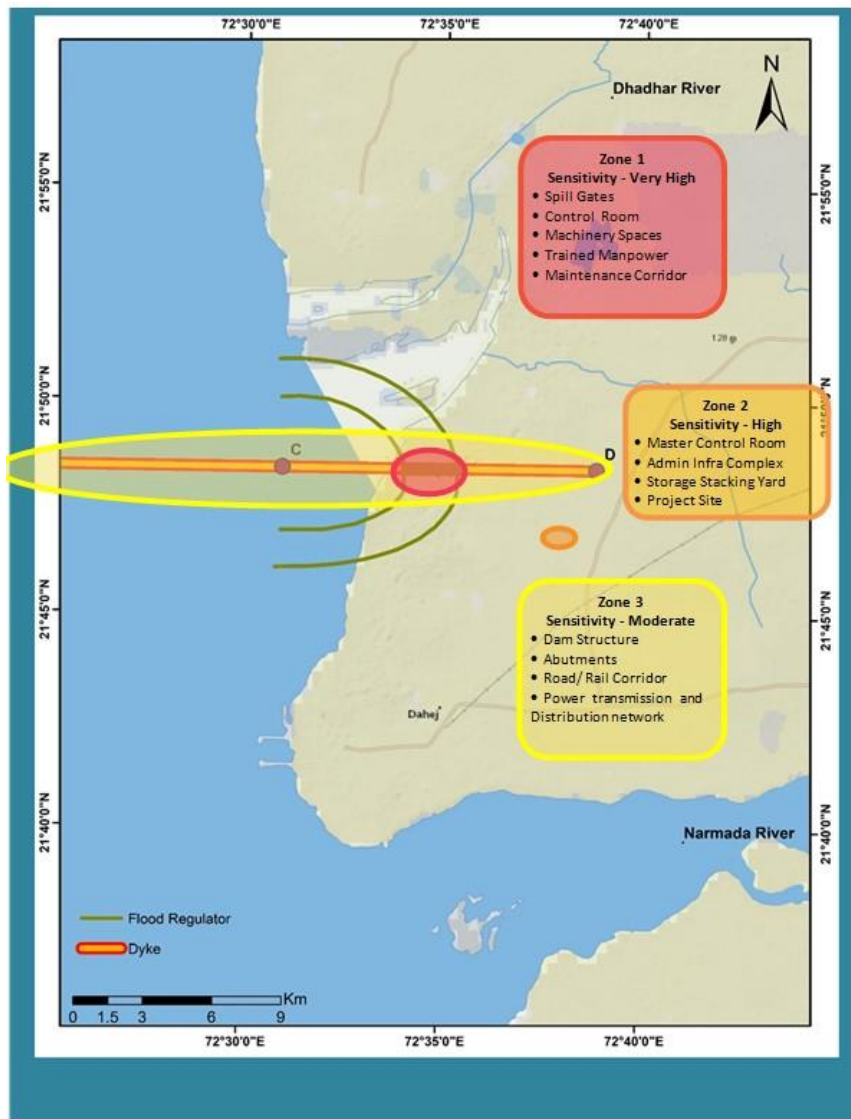 72°30'0"E
72°35'0"E
72°40'0"E
N
Dhadhar River
21°55'0"N
21°55'0"N
Zone 1
Sensitivity - Very High
• Spill Gates
• Control Room
• Machinery Spaces
• Trained Manpower
• Maintenance Corridor
21°50'0"N
Zone 2
Sensitivity - High
• Master Control Room
• Admin Infra Complex
• Storage Stacking Yard
• Project Site
C
D
21°45'0"N
21°45'0"N
Zone 3
Sensitivity - Moderate
• Dam Structure
• Abutments
• Road/ Rail Corridor
• Power transmission and
Distribution network
Dahej
21°40'0"N
21°40'0"N
Narmada River
Flood Regulator
Dyke
Km
0 1.5 3 6 9
72°30'0"E
72°35'0"E
72°40'0"E